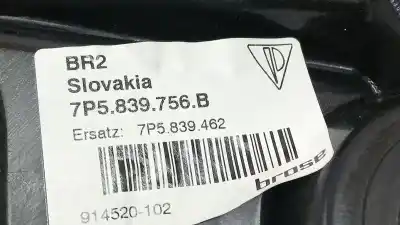 BR2
Slovakia
7P5.839.756.B
Ersatz: 7P5.839.462
brose
914520-102